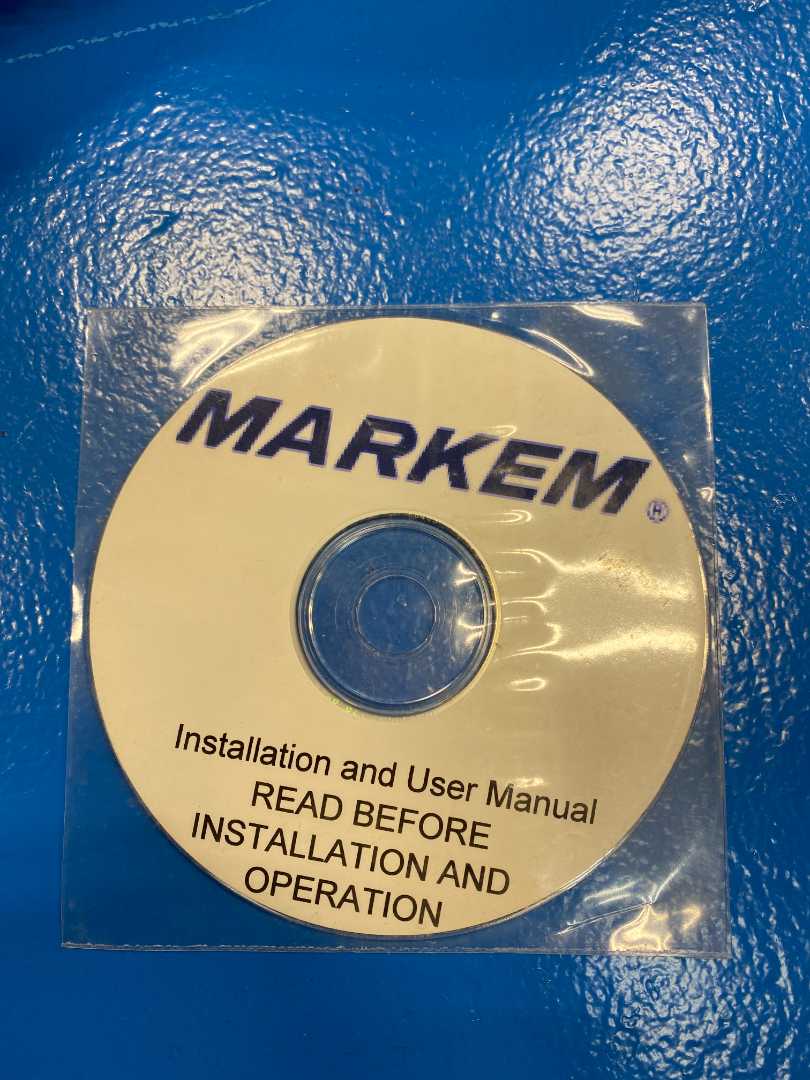 MARKEM
Installation and User Manual
READ BEFORE
INSTALLATION AND
OPERATION